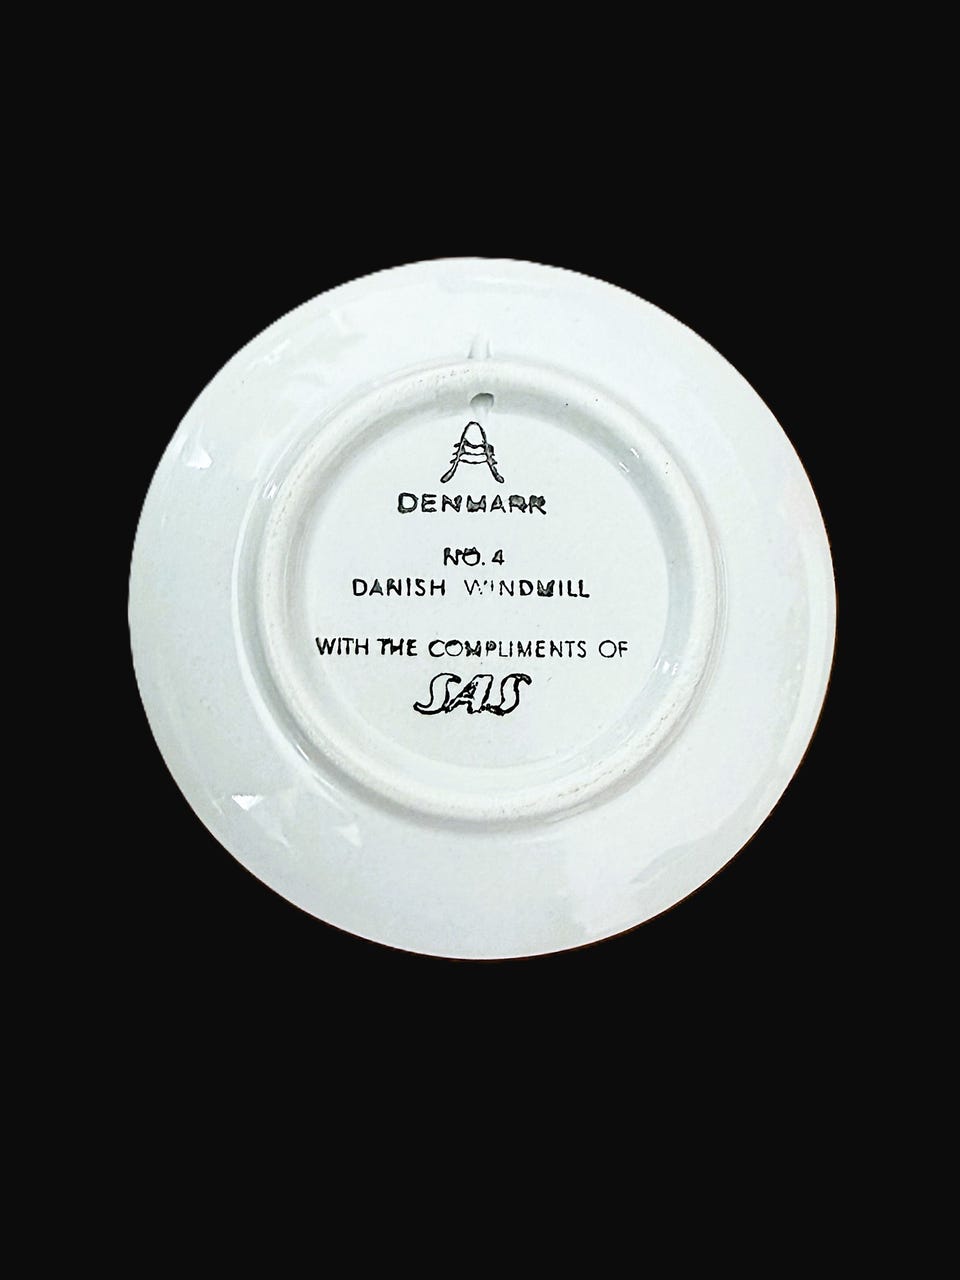 DENMARK
NO. 4
DANISH WINDMILL
WITH THE COMPLIMENTS OF
SAS